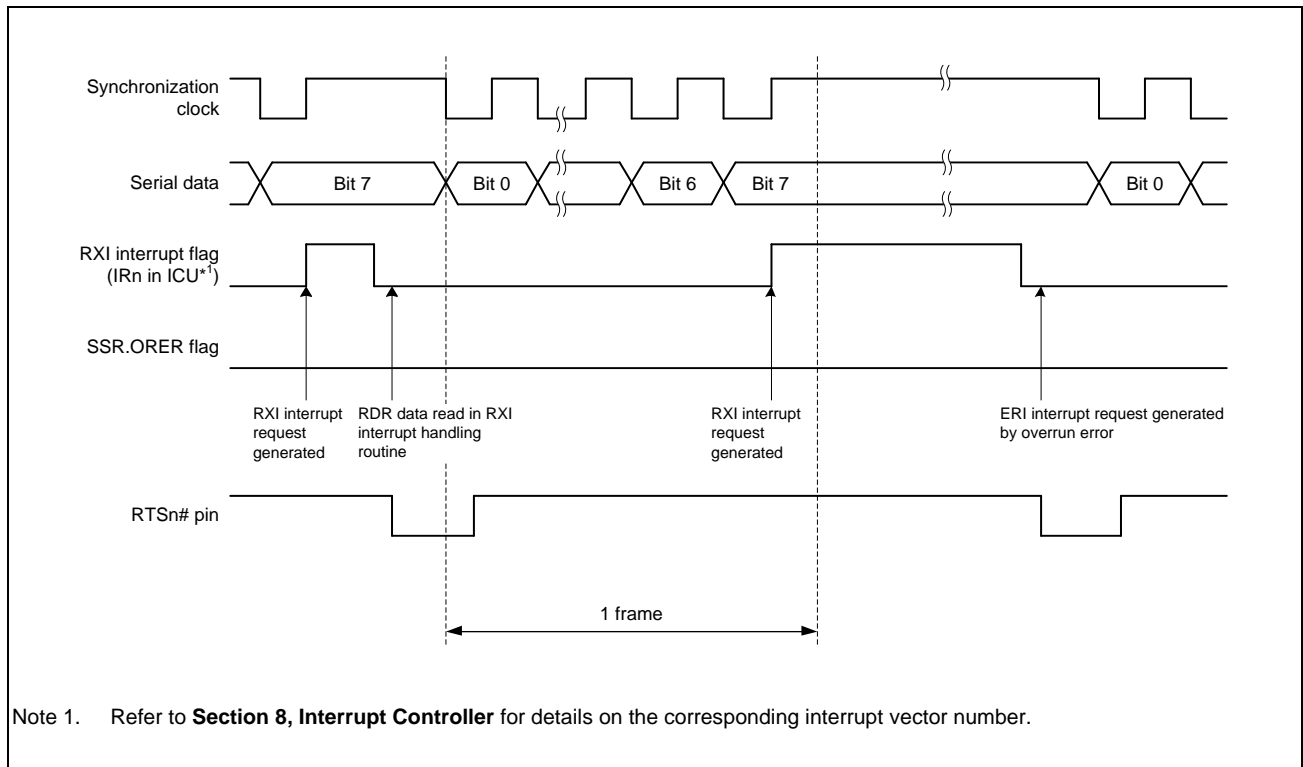 Synchronization
clock
Serial data
Bit 7
Bit 0
Bit 6
Bit 7
Bit 0
RXI interrupt flag
(IRn in ICU*1)
SSR.ORER flag
RXI interrupt
request
generated
RDR data read in RXI
interrupt handling
routine
RXI interrupt
request
generated
ERI interrupt request generated
by overrun error
RTSn# pin
1 frame
Note 1. Refer to Section 8, Interrupt Controller for details on the corresponding interrupt vector number.